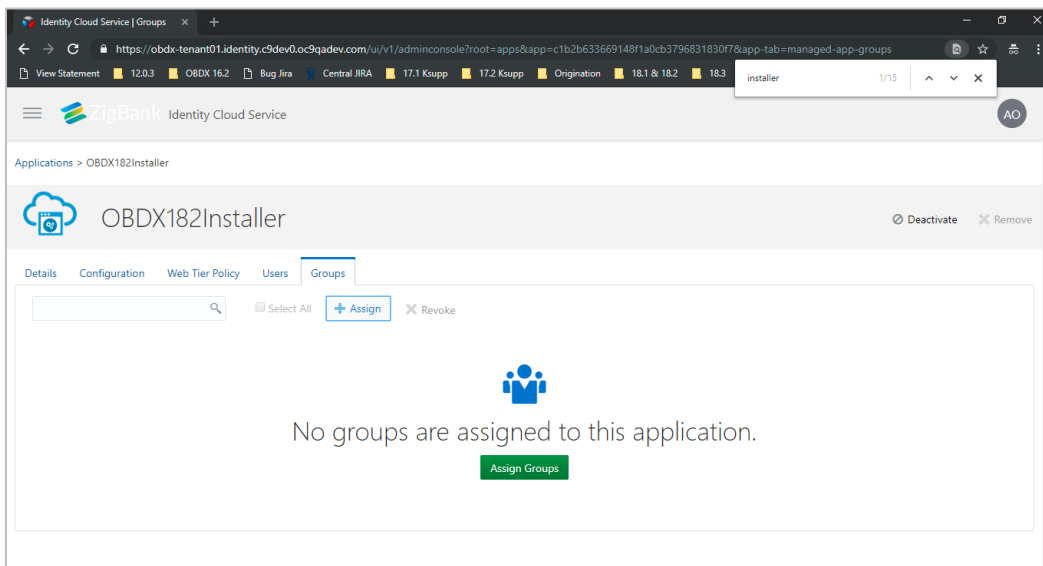 Identity Cloud Service | Groups
https://obdx-tenant01.identity.c9dev0.oc9qadev.com/ui/v1/adminconsole?root=apps&app=c1b2b633669148f1a0cb3796831830f7&app-tab=managed-app-groups
View Statement 12.0.3 OBDX 16.2 Bug Jira Central JIRA 17.1 Ksupp 17.2 Ksupp Origination 18.1 & 18.2 18.3
installer 1/15
ZigBank Identity Cloud Service AO
Applications > OBDX182Installer
OBDX182Installer Deactivate Remove
Details Configuration Web Tier Policy Users Groups
Select All Assign Revoke
No groups are assigned to this application.
Assign Groups